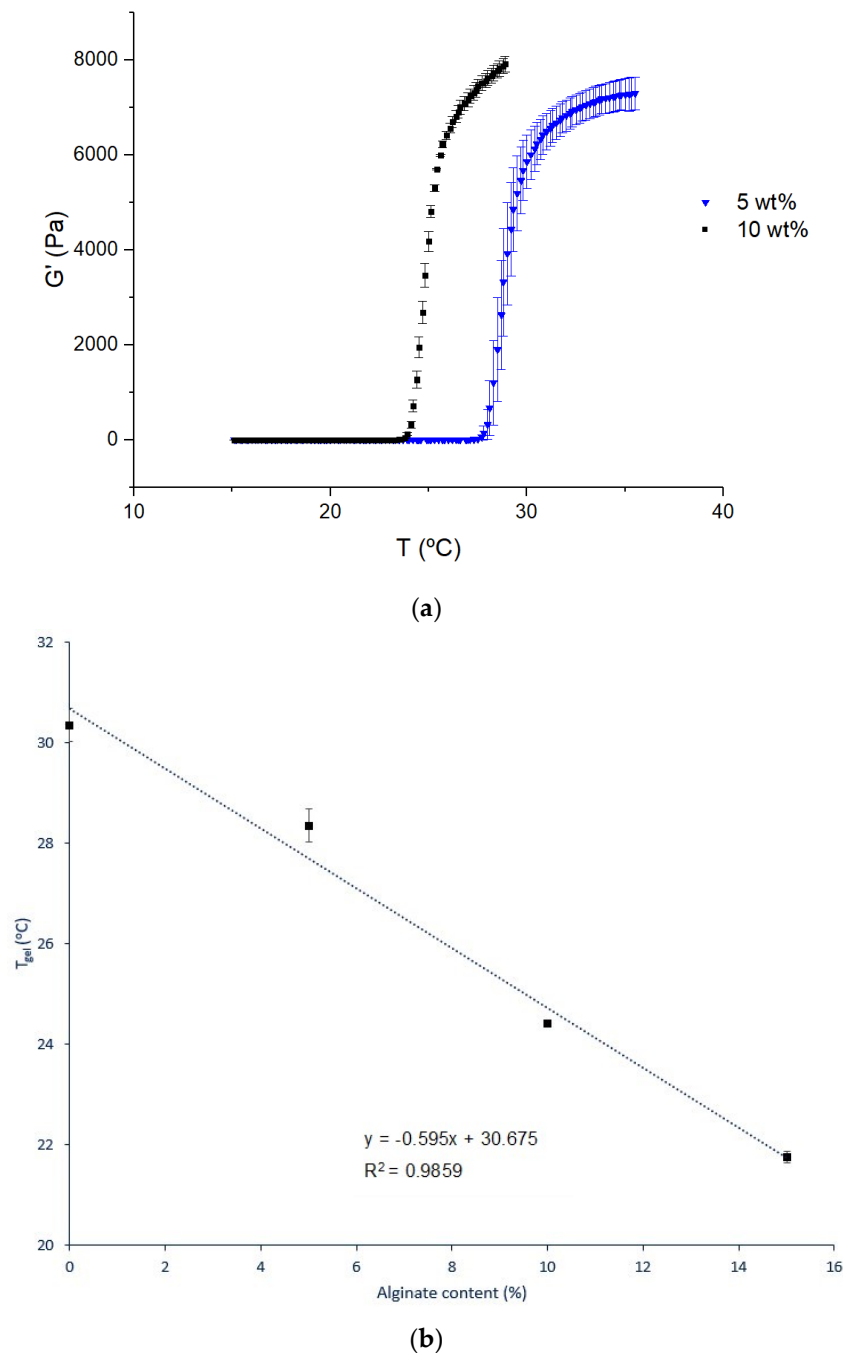 8000
6000
4000
2000
0
G' (Pa)
5 wt%
10 wt%
10
20
30
40
T (ºC)
(a)
32
30
28
26
24
22
20
Tgel (ºC)
y = -0.595x + 30.675
R² = 0.9859
0
2
4
6
8
10
12
14
16
Alginate content (%)
(b)